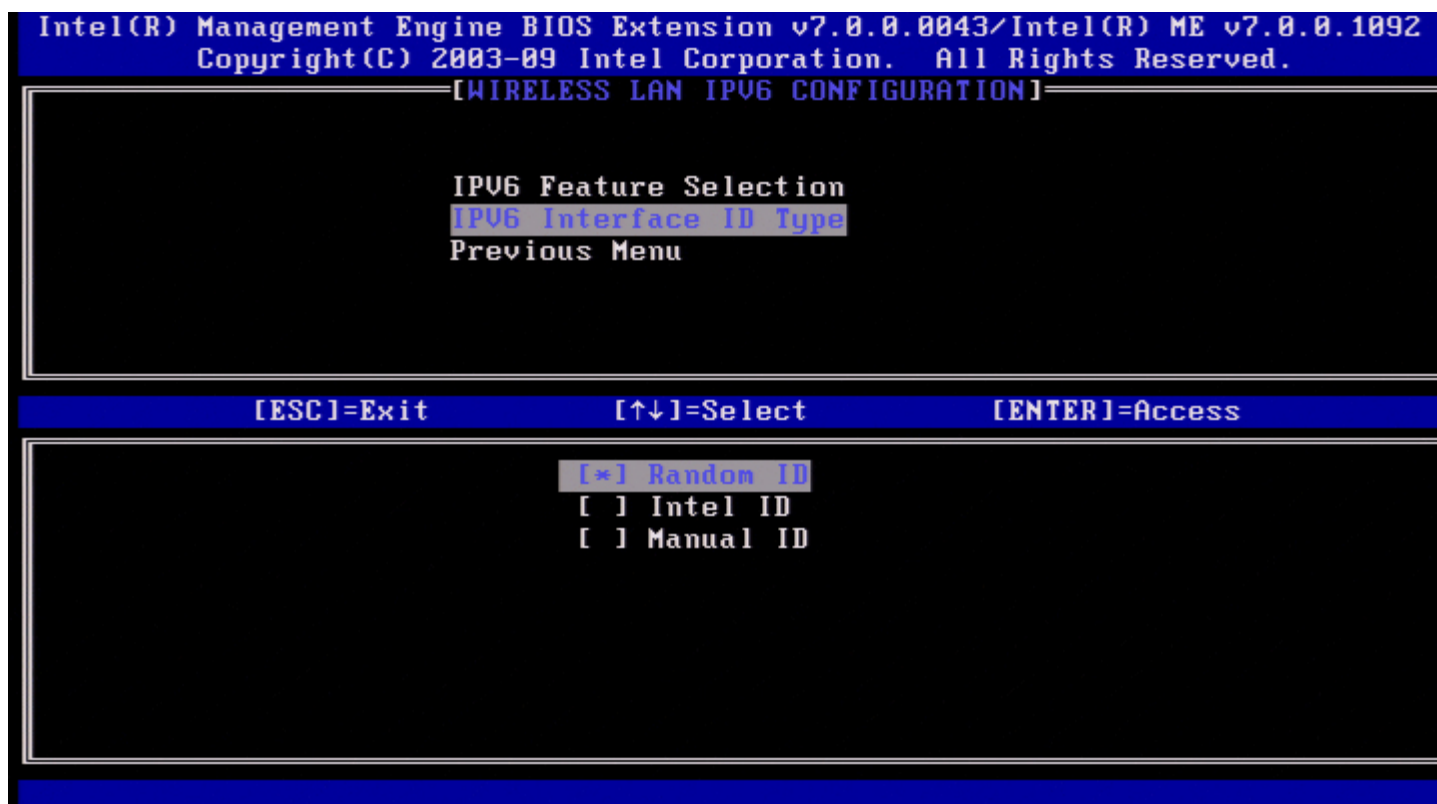 Intel(R) Management Engine BIOS Extension v7.0.0.0043/Intel(R) ME v7.0.0.1092
Copyright(C) 2003-09 Intel Corporation. All Rights Reserved.
[WIRELESS LAN IPV6 CONFIGURATION]
IPV6 Feature Selection
IPV6 Interface ID Type
Previous Menu
[ESC]=Exit [↑↓]=Select [ENTER]=Access
[*] Random ID
[ ] Intel ID
[ ] Manual ID